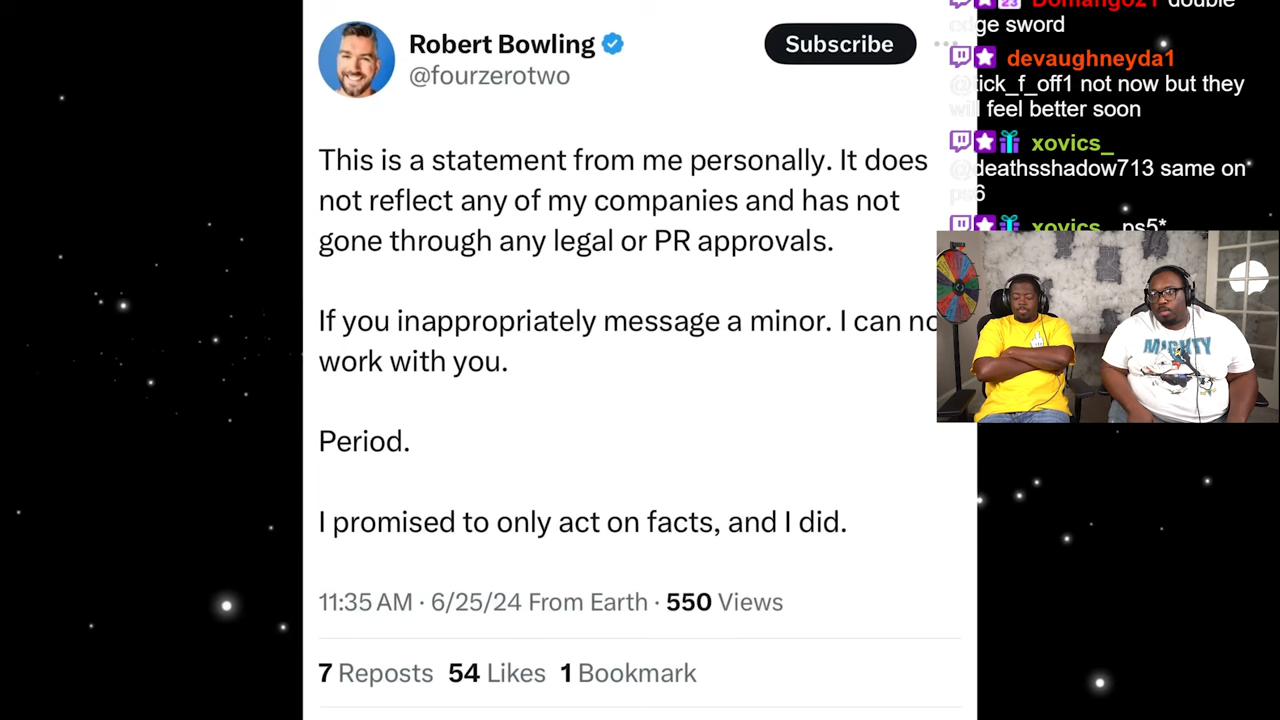 Robert Bowling
@fourzerotwo
Subscribe
This is a statement from me personally. It does
not reflect any of my companies and has not
gone through any legal or PR approvals.
If you inappropriately message a minor. I can no
work with you.
Period.
I promised to only act on facts, and I did.
11:35 AM · 6/25/24 From Earth · 550 Views
7 Reposts 54 Likes 1 Bookmark
23 Domango21 double
edge sword
devaughneyda1
@tick_f_off1 not now but they
will feel better soon
xovics_
@deathsshadow713 same on
ps6
xovics_ ps5*
MIGHTY